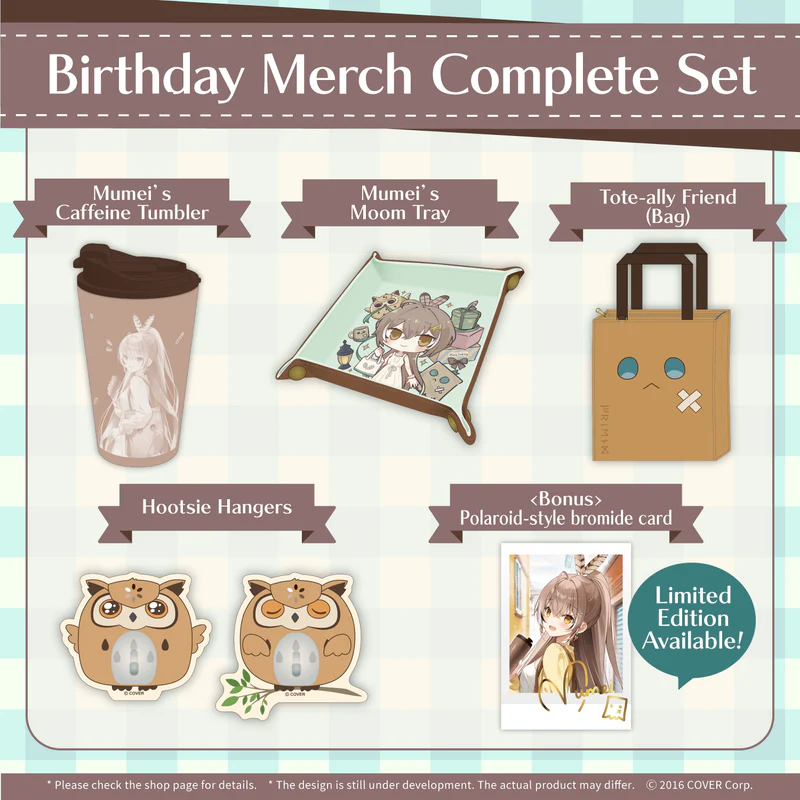 Birthday Merch Complete Set
Mumei's
Caffeine Tumbler
Mumei's
Moom Tray
Tote-ally Friend
(Bag)
Hootsie Hangers
© COVER
© COVER
<Bonus>
Polaroid-style bromide card
Limited
Edition
Available!
* Please check the shop page for details. * The design is still under development. The actual product may differ. © 2016 COVER Corp.